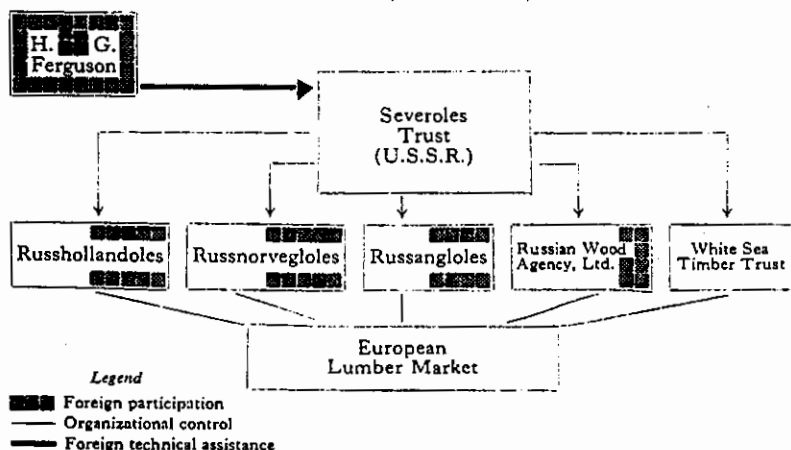 H. G.
Ferguson
Severoles
Trust
(U.S.S.R.)
Russhollandoles
Russnorvegloles
Russangloles
Russian Wood
Agency, Ltd.
White Sea
Timber Trust
European
Lumber Market
Legend
Foreign participation
Organizational control
Foreign technical assistance